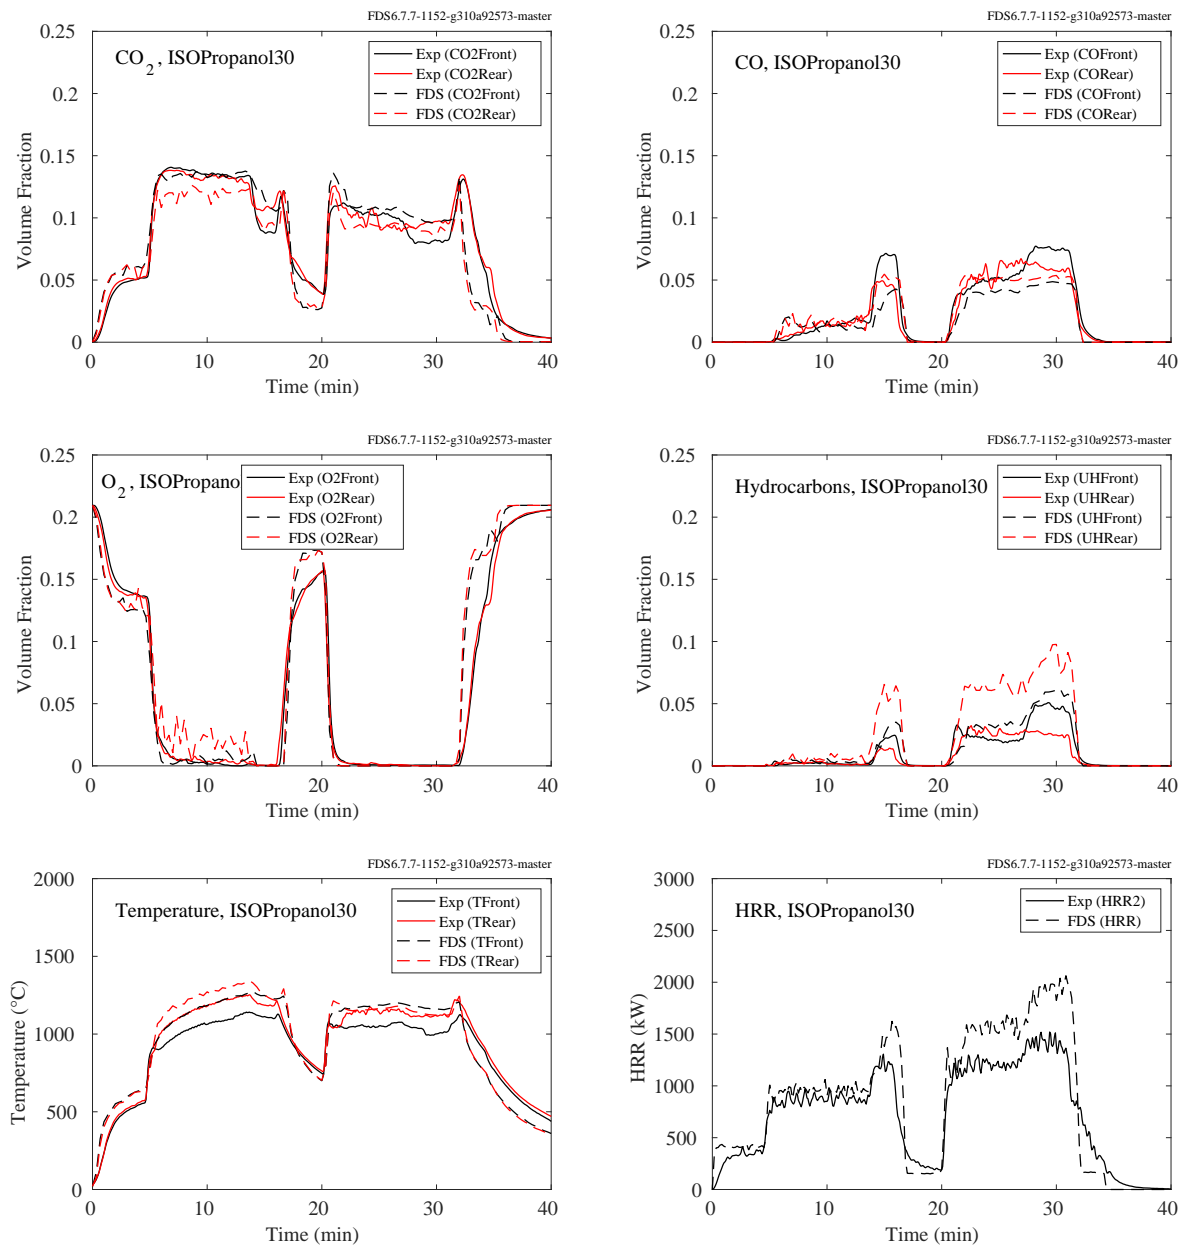 FDS6.7.7-1152-g310a92573-master
CO2, ISOPropanol30
Exp (CO2Front)
Exp (CO2Rear)
FDS (CO2Front)
FDS (CO2Rear)
0.25
0.2
0.15
0.1
0.05
0
Volume Fraction
0 10 20 30 40
Time (min)
FDS6.7.7-1152-g310a92573-master
CO, ISOPropanol30
Exp (COFront)
Exp (CORear)
FDS (COFront)
FDS (CORear)
0.25
0.2
0.15
0.1
0.05
0
Volume Fraction
0 10 20 30 40
Time (min)
FDS6.7.7-1152-g310a92573-master
O2, ISOPropano
Exp (O2Front)
Exp (O2Rear)
FDS (O2Front)
FDS (O2Rear)
0.25
0.2
0.15
0.1
0.05
0
Volume Fraction
0 10 20 30 40
Time (min)
FDS6.7.7-1152-g310a92573-master
Hydrocarbons, ISOPropanol30
Exp (UHFront)
Exp (UHRear)
FDS (UHFront)
FDS (UHRear)
0.25
0.2
0.15
0.1
0.05
0
Volume Fraction
0 10 20 30 40
Time (min)
FDS6.7.7-1152-g310a92573-master
Temperature, ISOPropanol30
Exp (TFront)
Exp (TRear)
FDS (TFront)
FDS (TRear)
2000
1500
1000
500
0
Temperature (°C)
0 10 20 30 40
Time (min)
FDS6.7.7-1152-g310a92573-master
HRR, ISOPropanol30
Exp (HRR2)
FDS (HRR)
3000
2500
2000
1500
1000
500
0
HRR (kW)
0 10 20 30 40
Time (min)